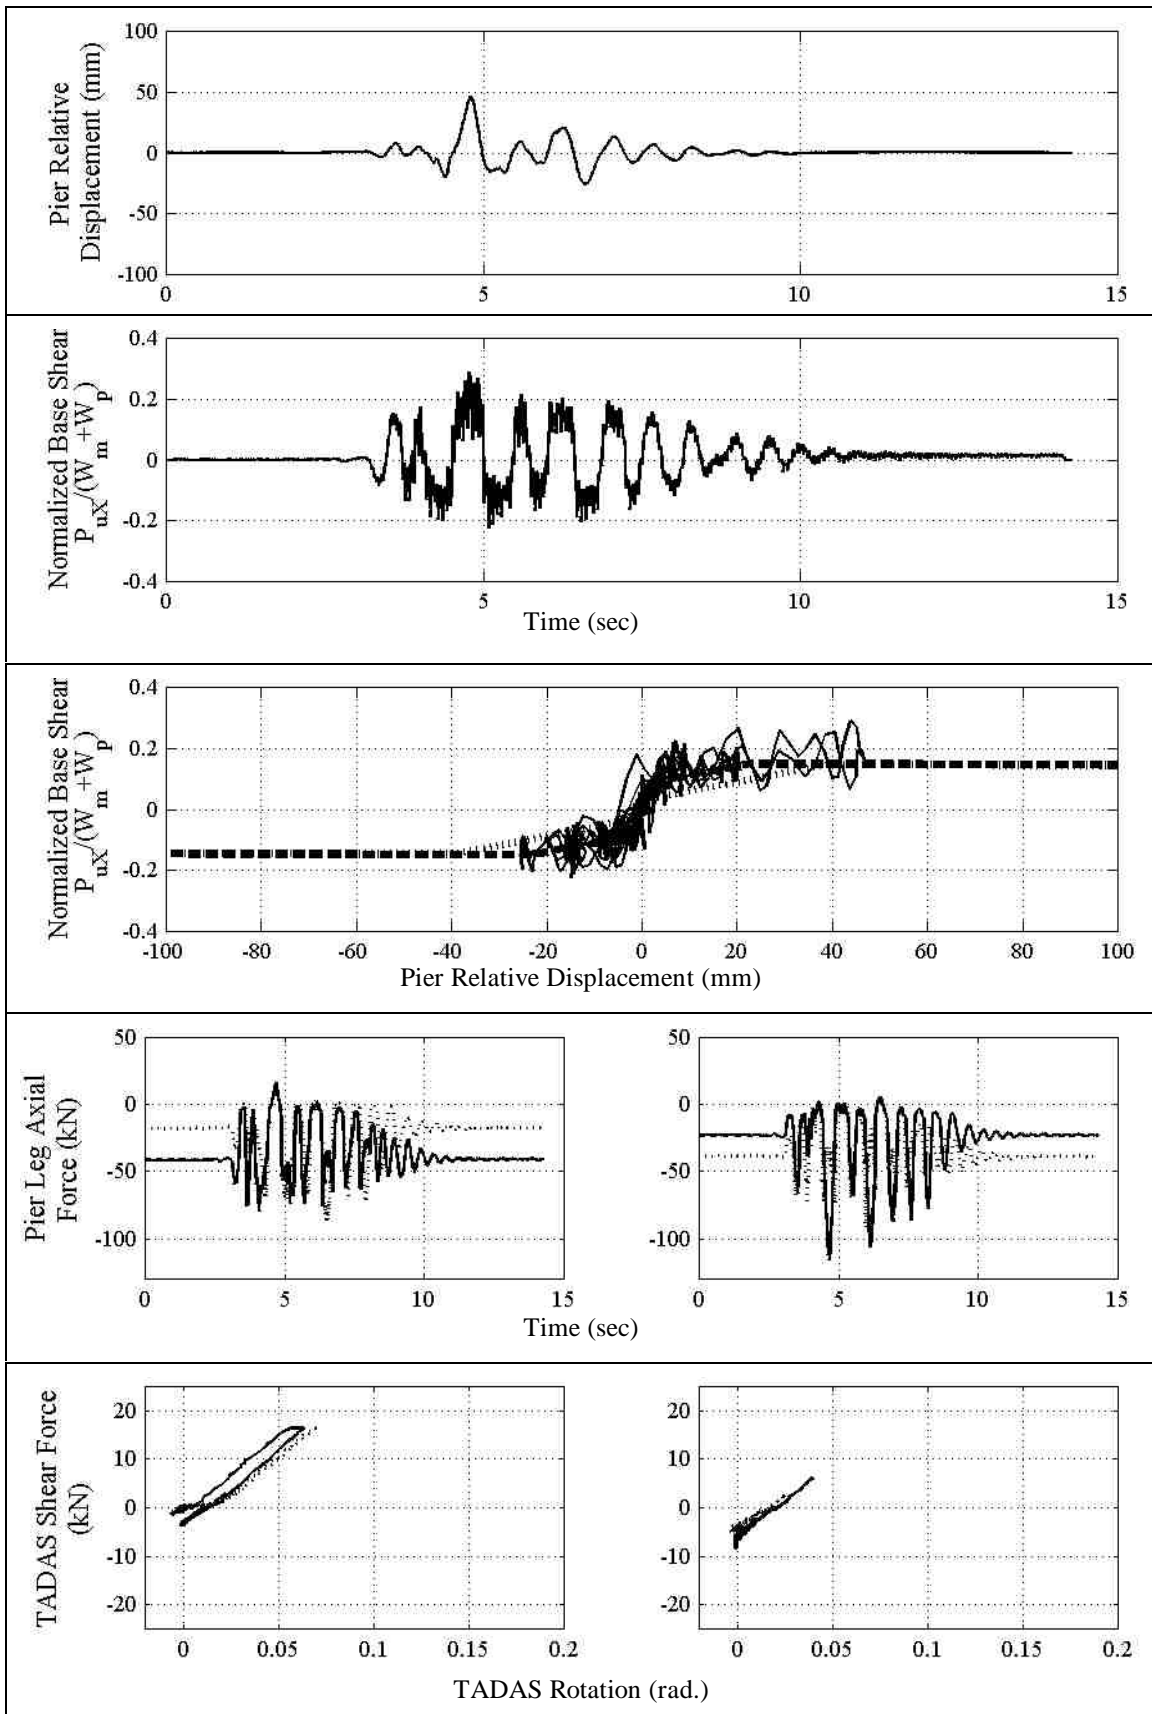 Pier Relative
Displacement (mm)
100
50
0
-50
-100
0 5 10 15
Normalized Base Shear
P_uX/(W_m+W_p)
0.4
0.2
0
-0.2
-0.4
0 5 10 15
Time (sec)
Normalized Base Shear
P_uX/(W_m+W_p)
0.4
0.2
0
-0.2
-0.4
-100 -80 -60 -40 -20 0 20 40 60 80 100
Pier Relative Displacement (mm)
Pier Leg Axial
Force (kN)
50
0
-50
-100
0 5 10 15
50
0
-50
-100
0 5 10 15
Time (sec)
TADAS Shear Force
(kN)
20
10
0
-10
-20
0 0.05 0.1 0.15 0.2
20
10
0
-10
-20
0 0.05 0.1 0.15 0.2
TADAS Rotation (rad.)